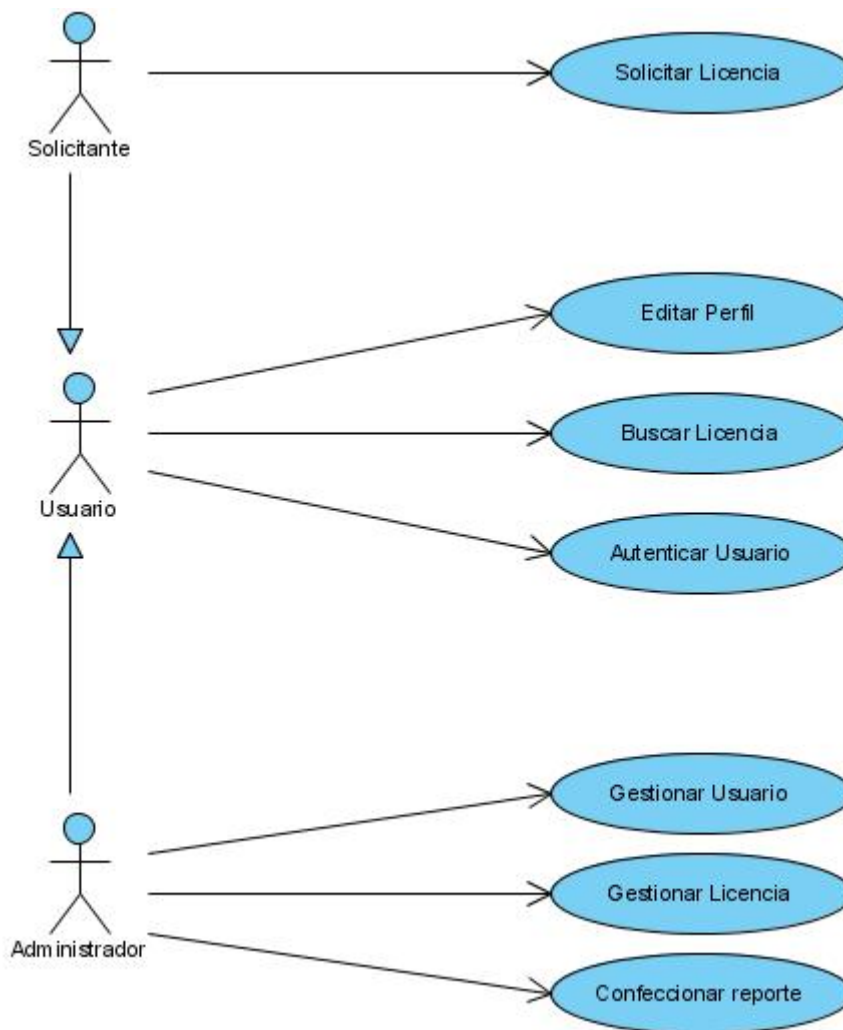 Solicitar Licencia
Solicitante
Editar Perfil
Buscar Licencia
Usuario
Autenticar Usuario
Gestionar Usuario
Gestionar Licencia
Administrador
Confeccionar reporte